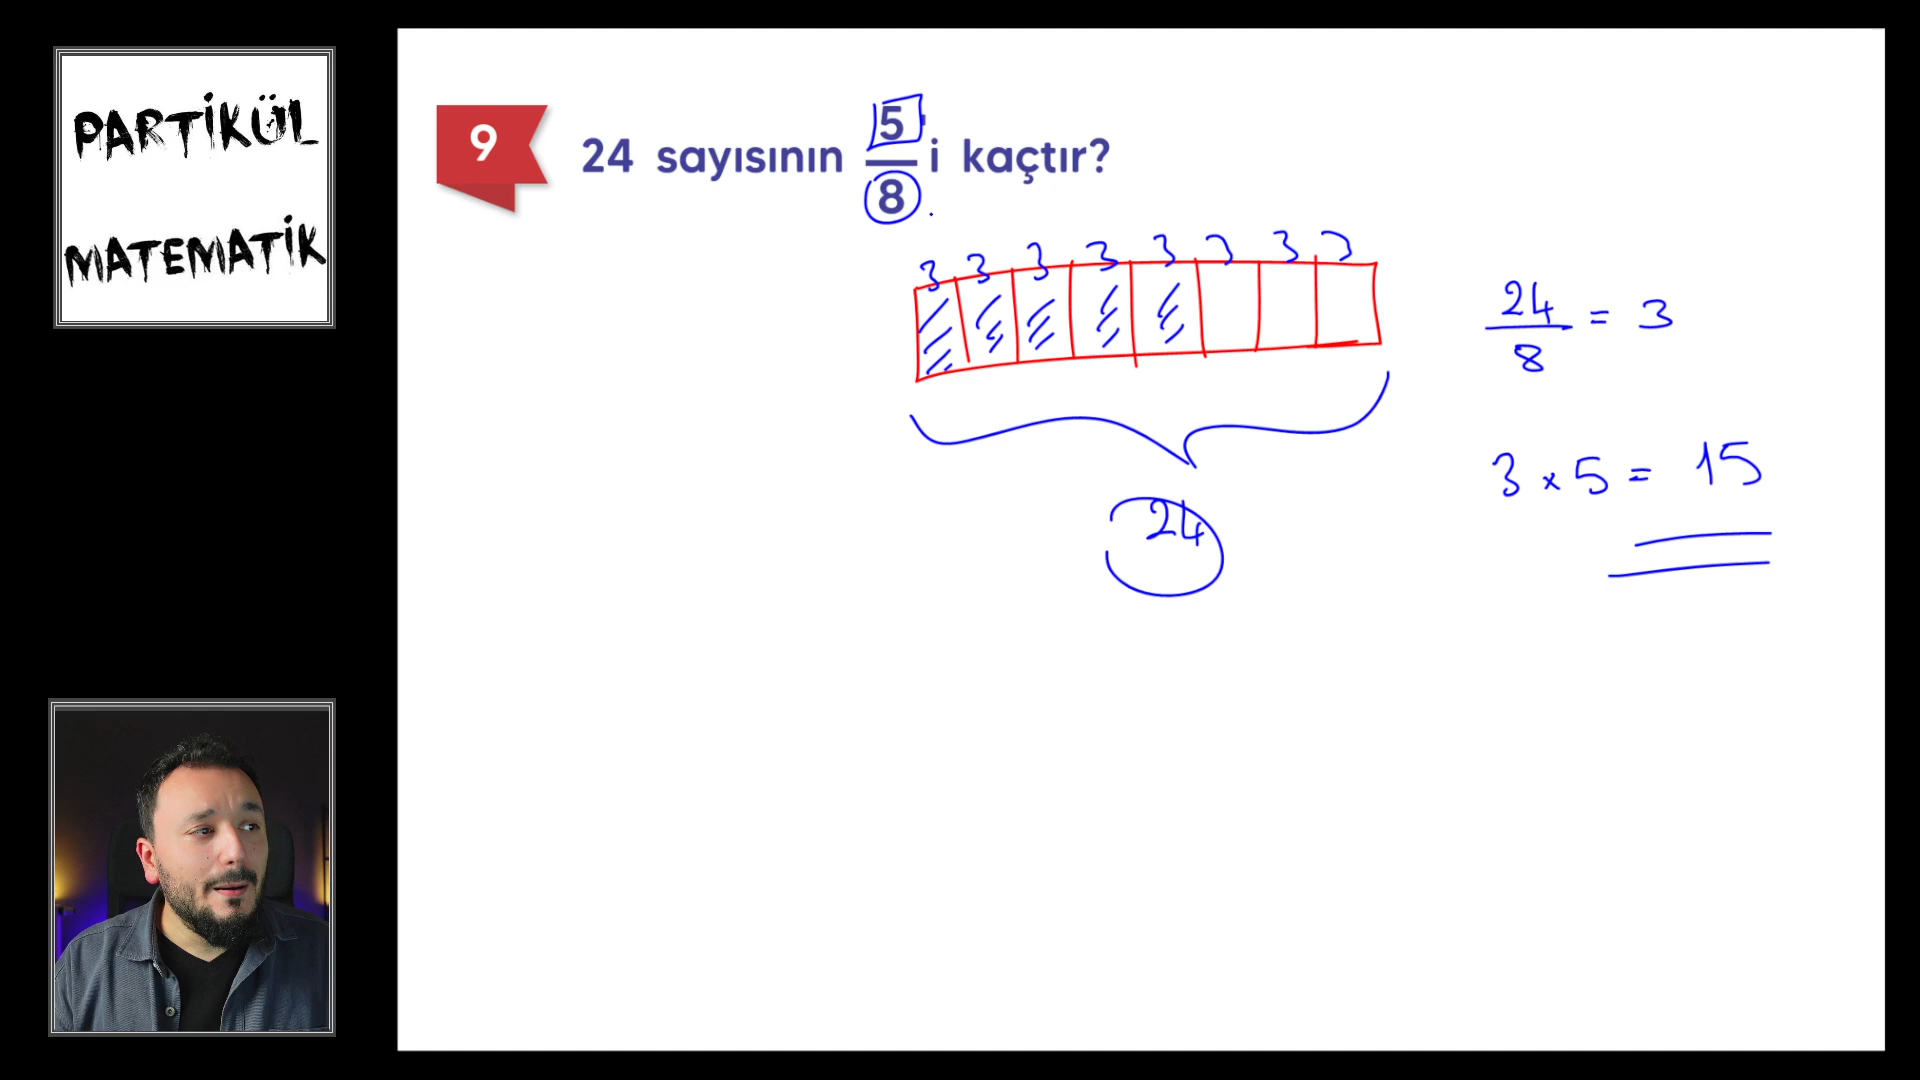 PARTİKÜL
MATEMATİK
9
24 sayısının 5/8 i kaçtır?
3 3 3 3 3 3 3 3
24
24/8 = 3
3 × 5 = 15